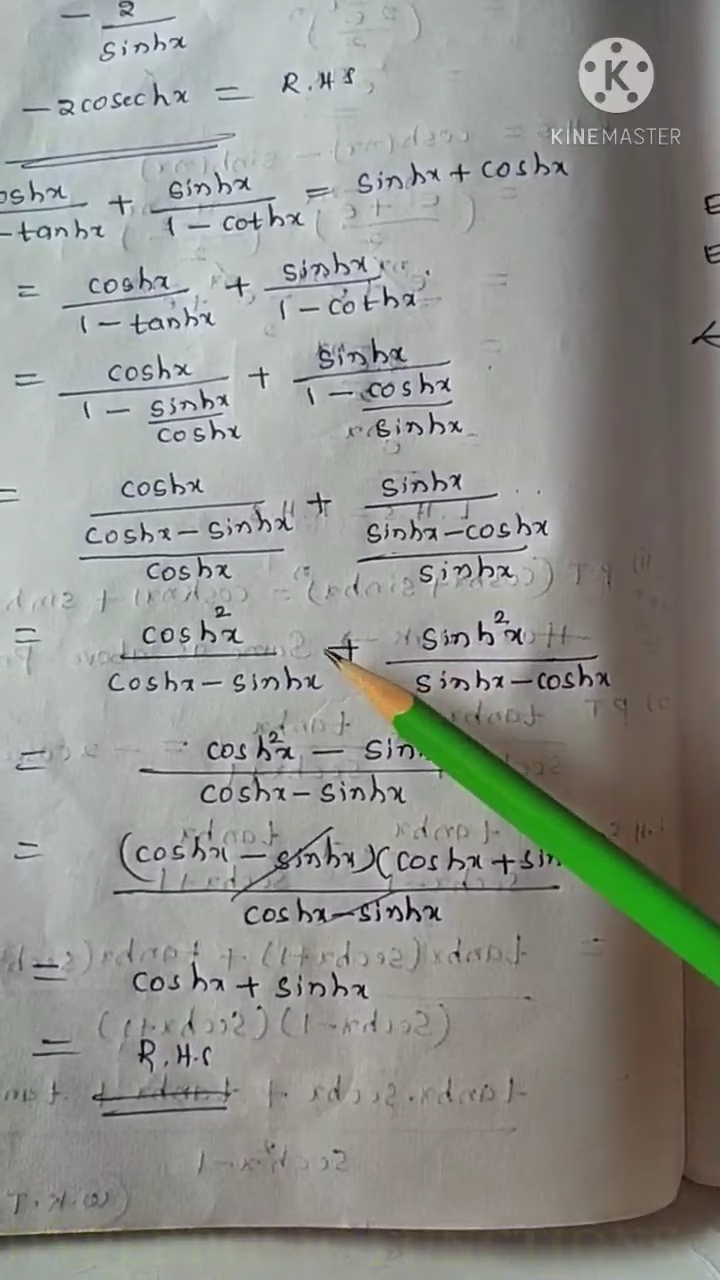 - 2 / sinhx
- 2cosechx = R.H.S,
K
KINEMASTER
oshx / -tanhx + sinhx / 1 - cothx = sinhx + coshx
= coshx / 1 - tanhx + sinhx / 1 - cothx
= coshx / 1 - sinhx / coshx + sinhx / 1 - coshx / sinhx
= coshx / coshx - sinhx / coshx + sinhx / sinhx - coshx / sinhx
= cosh²x / coshx - sinhx + sinh²x / sinhx - coshx
= cosh²x - sin / coshx - sinhx
= (coshx - sinhx)(coshx + sin / coshx - sinhx
= coshx + sinhx
= R.H.S